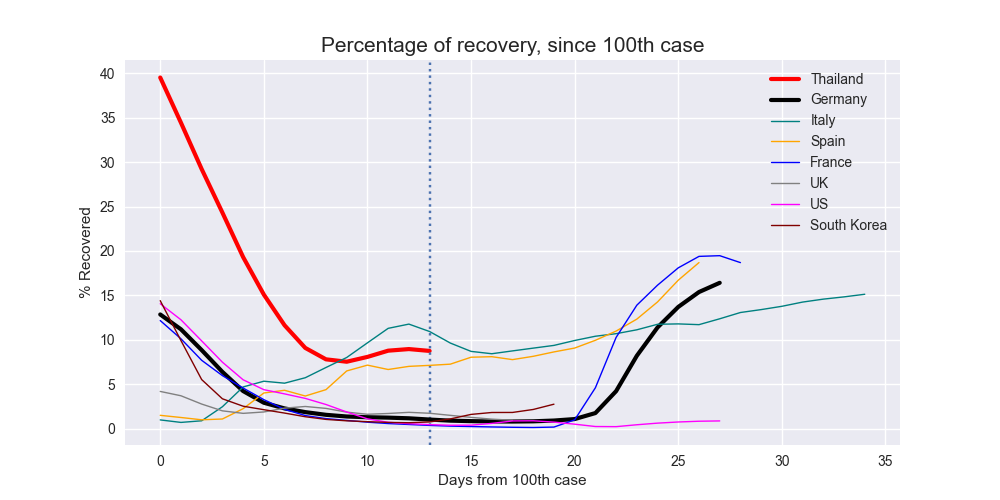 Percentage of recovery, since 100th case
% Recovered
40
35
30
25
20
15
10
5
0
0 5 10 15 20 25 30 35
Days from 100th case
Thailand
Germany
Italy
Spain
France
UK
US
South Korea